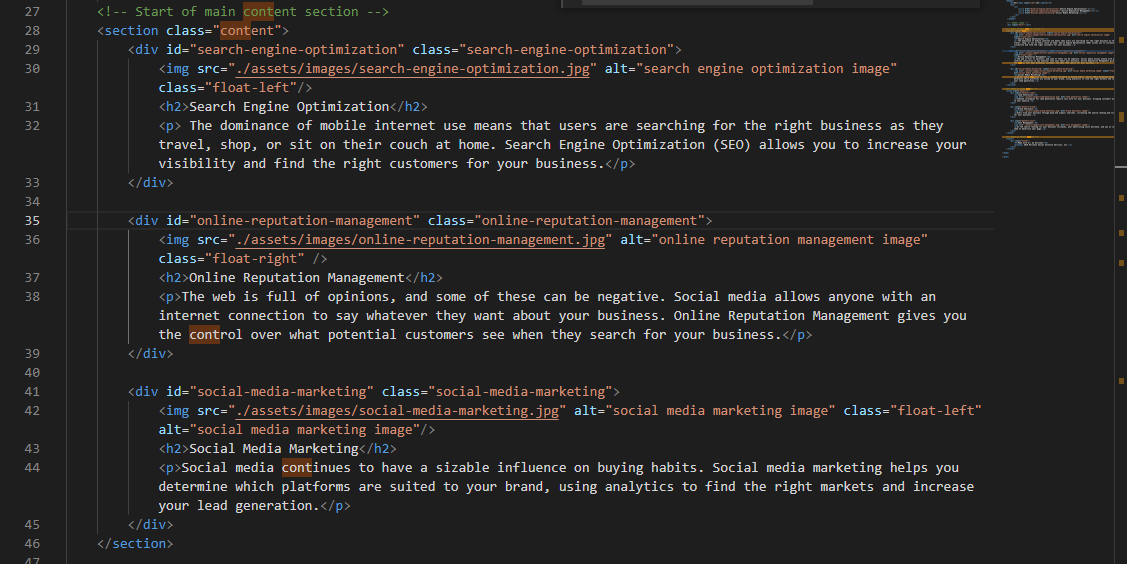 27 <!-- Start of main content section -->
28 <section class="content">
29 <div id="search-engine-optimization" class="search-engine-optimization">
30 <img src="./assets/images/search-engine-optimization.jpg" alt="search engine optimization image"
class="float-left"/>
31 <h2>Search Engine Optimization</h2>
32 <p> The dominance of mobile internet use means that users are searching for the right business as they
travel, shop, or sit on their couch at home. Search Engine Optimization (SEO) allows you to increase your
visibility and find the right customers for your business.</p>
33 </div>
34
35 <div id="online-reputation-management" class="online-reputation-management">
36 <img src="./assets/images/online-reputation-management.jpg" alt="online reputation management image"
class="float-right" />
37 <h2>Online Reputation Management</h2>
38 <p>The web is full of opinions, and some of these can be negative. Social media allows anyone with an
internet connection to say whatever they want about your business. Online Reputation Management gives you
the control over what potential customers see when they search for your business.</p>
39 </div>
40
41 <div id="social-media-marketing" class="social-media-marketing">
42 <img src="./assets/images/social-media-marketing.jpg" alt="social media marketing image" class="float-left"
alt="social media marketing image"/>
43 <h2>Social Media Marketing</h2>
44 <p>Social media continues to have a sizable influence on buying habits. Social media marketing helps you
determine which platforms are suited to your brand, using analytics to find the right markets and increase
your lead generation.</p>
45 </div>
46 </section>
47